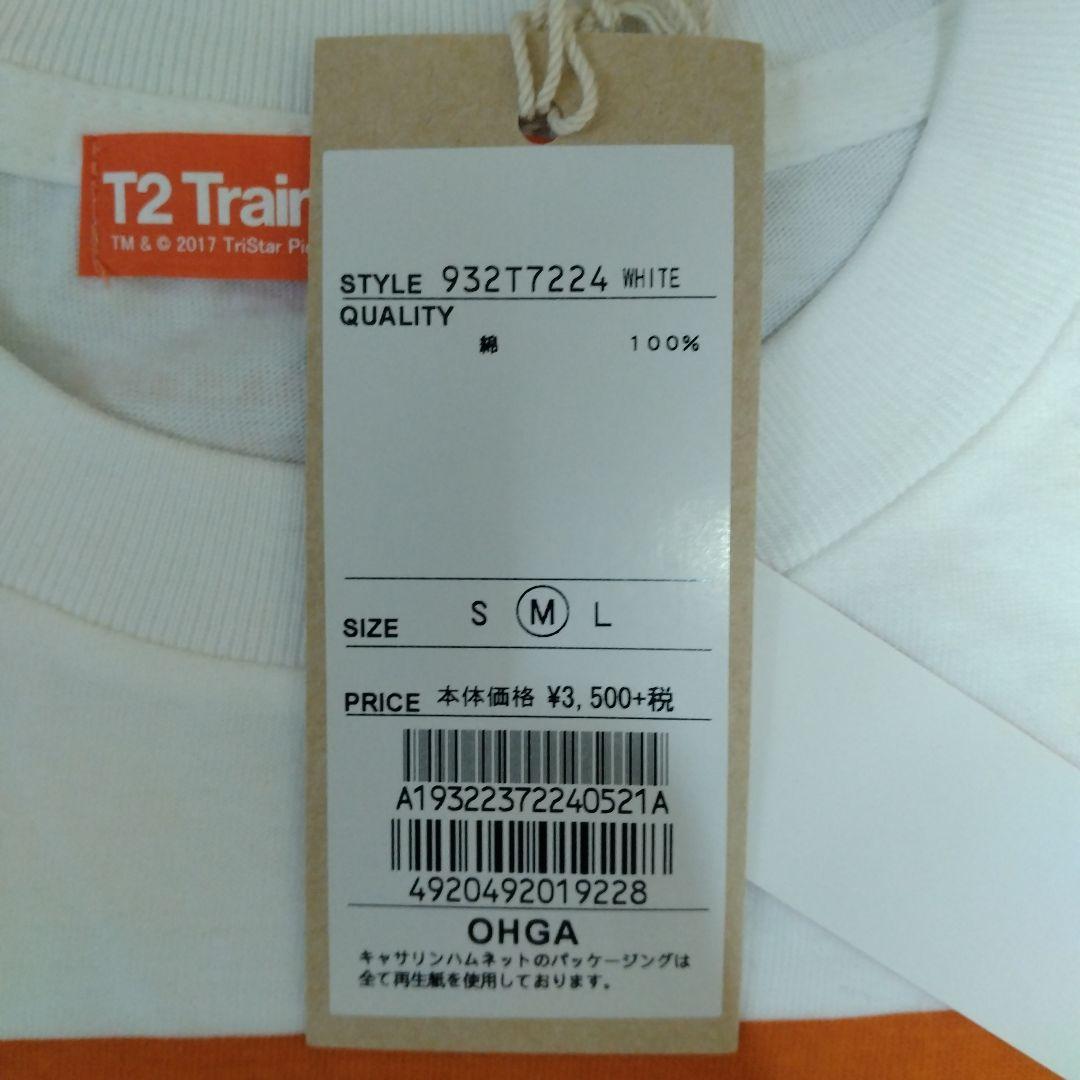 T2 Train
TM & © 2017 TriStar Pi
STYLE 932T7224 WHITE
QUALITY
綿 100%
SIZE S M L
PRICE 本体価格 ¥3,500+税
A19322372240521A
4920492019228
OHGA
キャサリンハムネットのパッケージングは
全て再生紙を使用しております。